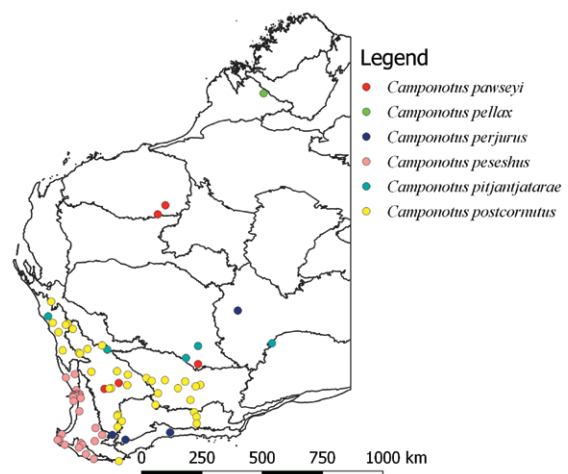 Legend
Camponotus pawseyi
Camponotus pellax
Camponotus perjurus
Camponotus peseshus
Camponotus pitjantjatarae
Camponotus postcornutus
0 250 500 750 1000 km